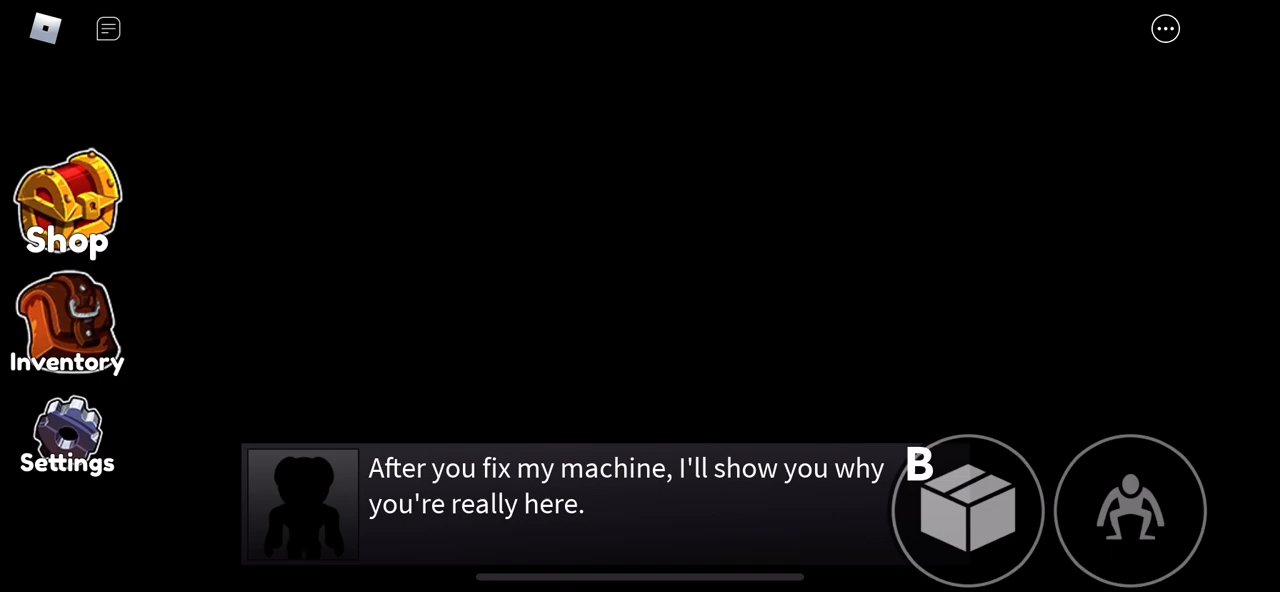 Shop
Inventory
Settings
After you fix my machine, I'll show you why
you're really here.
B